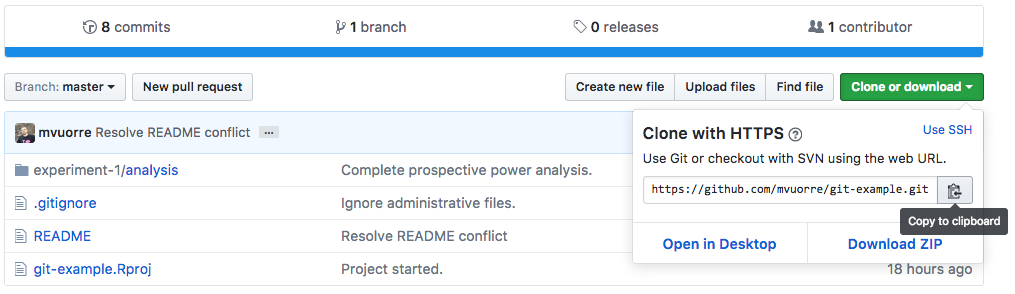 8 commits 1 branch 0 releases 1 contributor
Branch: master New pull request Create new file Upload files Find file Clone or download
mvuorre Resolve README conflict ...
Clone with HTTPS ? Use SSH
Use Git or checkout with SVN using the web URL.
https://github.com/mvuorre/git-example.git
Copy to clipboard
Open in Desktop Download ZIP
experiment-1/analysis Complete prospective power analysis.
.gitignore Ignore administrative files.
README Resolve README conflict
git-example.Rproj Project started. 18 hours ago